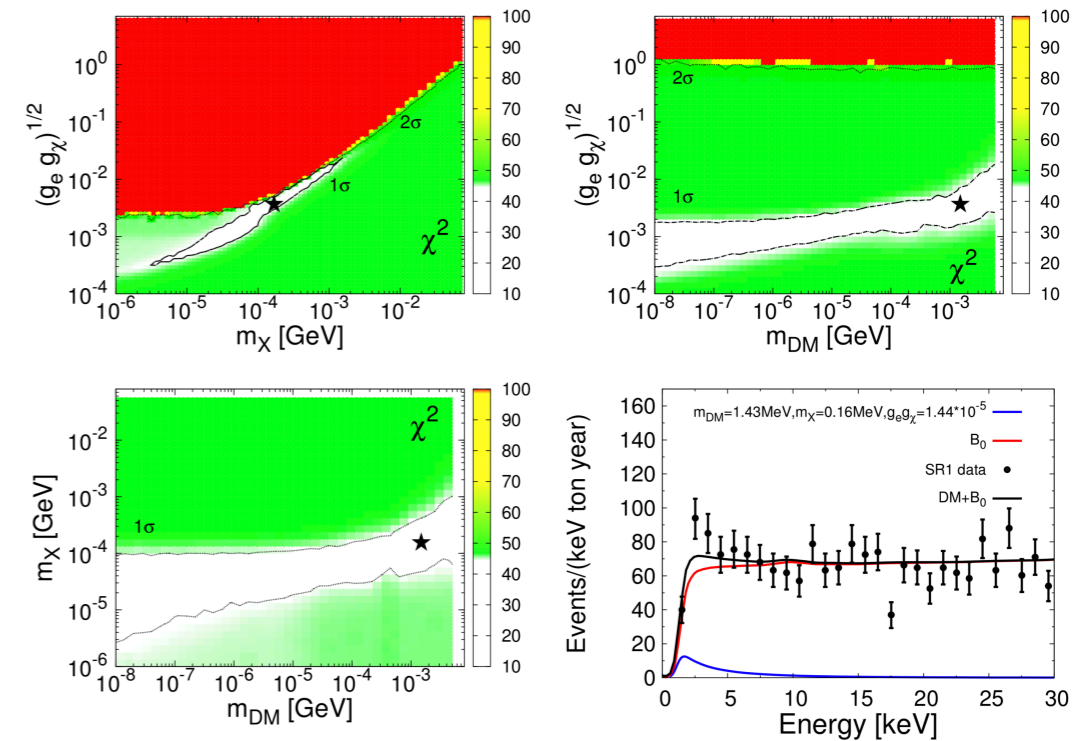 (g_e g_χ)^{1/2}
10^0
10^{-1}
10^{-2}
10^{-3}
10^{-4}
2σ
1σ
χ^2
10^{-6} 10^{-5} 10^{-4} 10^{-3} 10^{-2}
m_X [GeV]
100
90
80
70
60
50
40
30
20
10
(g_e g_χ)^{1/2}
10^0
10^{-1}
10^{-2}
10^{-3}
10^{-4}
2σ
1σ
χ^2
10^{-8} 10^{-7} 10^{-6} 10^{-5} 10^{-4} 10^{-3}
m_DM [GeV]
100
90
80
70
60
50
40
30
20
10
m_X [GeV]
10^{-2}
10^{-3}
10^{-4}
10^{-5}
10^{-6}
χ^2
1σ
10^{-8} 10^{-7} 10^{-6} 10^{-5} 10^{-4} 10^{-3}
m_DM [GeV]
100
90
80
70
60
50
40
30
20
10
Events/(keV ton year)
160
140
120
100
80
60
40
20
0
m_DM=1.43MeV,m_X=0.16MeV,g_eg_χ=1.44*10^{-5}
B_0
SR1 data
DM+B_0
0 5 10 15 20 25 30
Energy [keV]